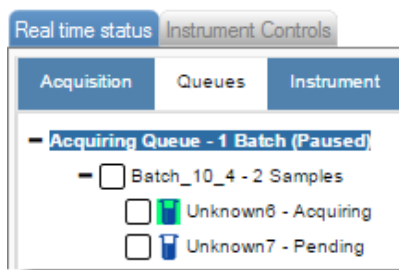 Real time status Instrument Controls
Acquisition Queues Instrument
Acquiring Queue - 1 Batch (Paused)
Batch_10_4 - 2 Samples
Unknown6 - Acquiring
Unknown7 - Pending